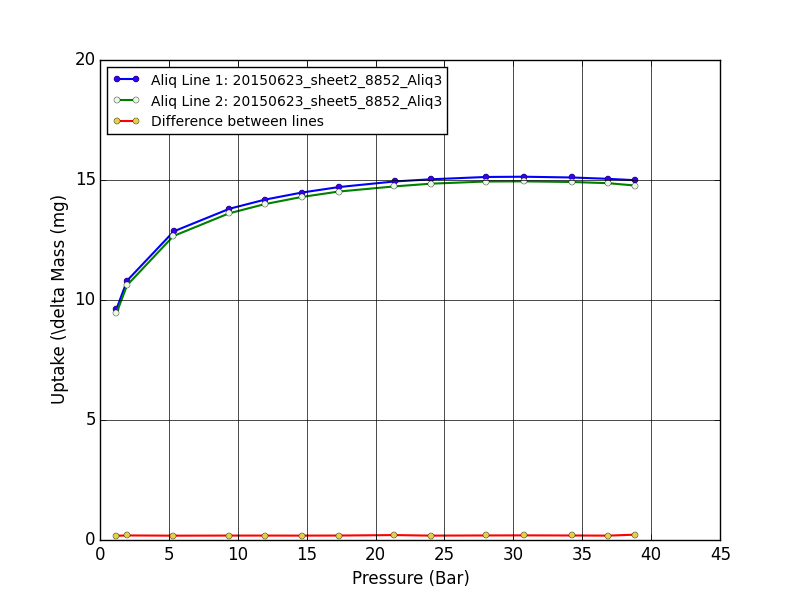 Aliq Line 1: 20150623_sheet2_8852_Aliq3
Aliq Line 2: 20150623_sheet5_8852_Aliq3
Difference between lines
Uptake (\delta Mass (mg)
20
15
10
5
0
0 5 10 15 20 25 30 35 40 45
Pressure (Bar)